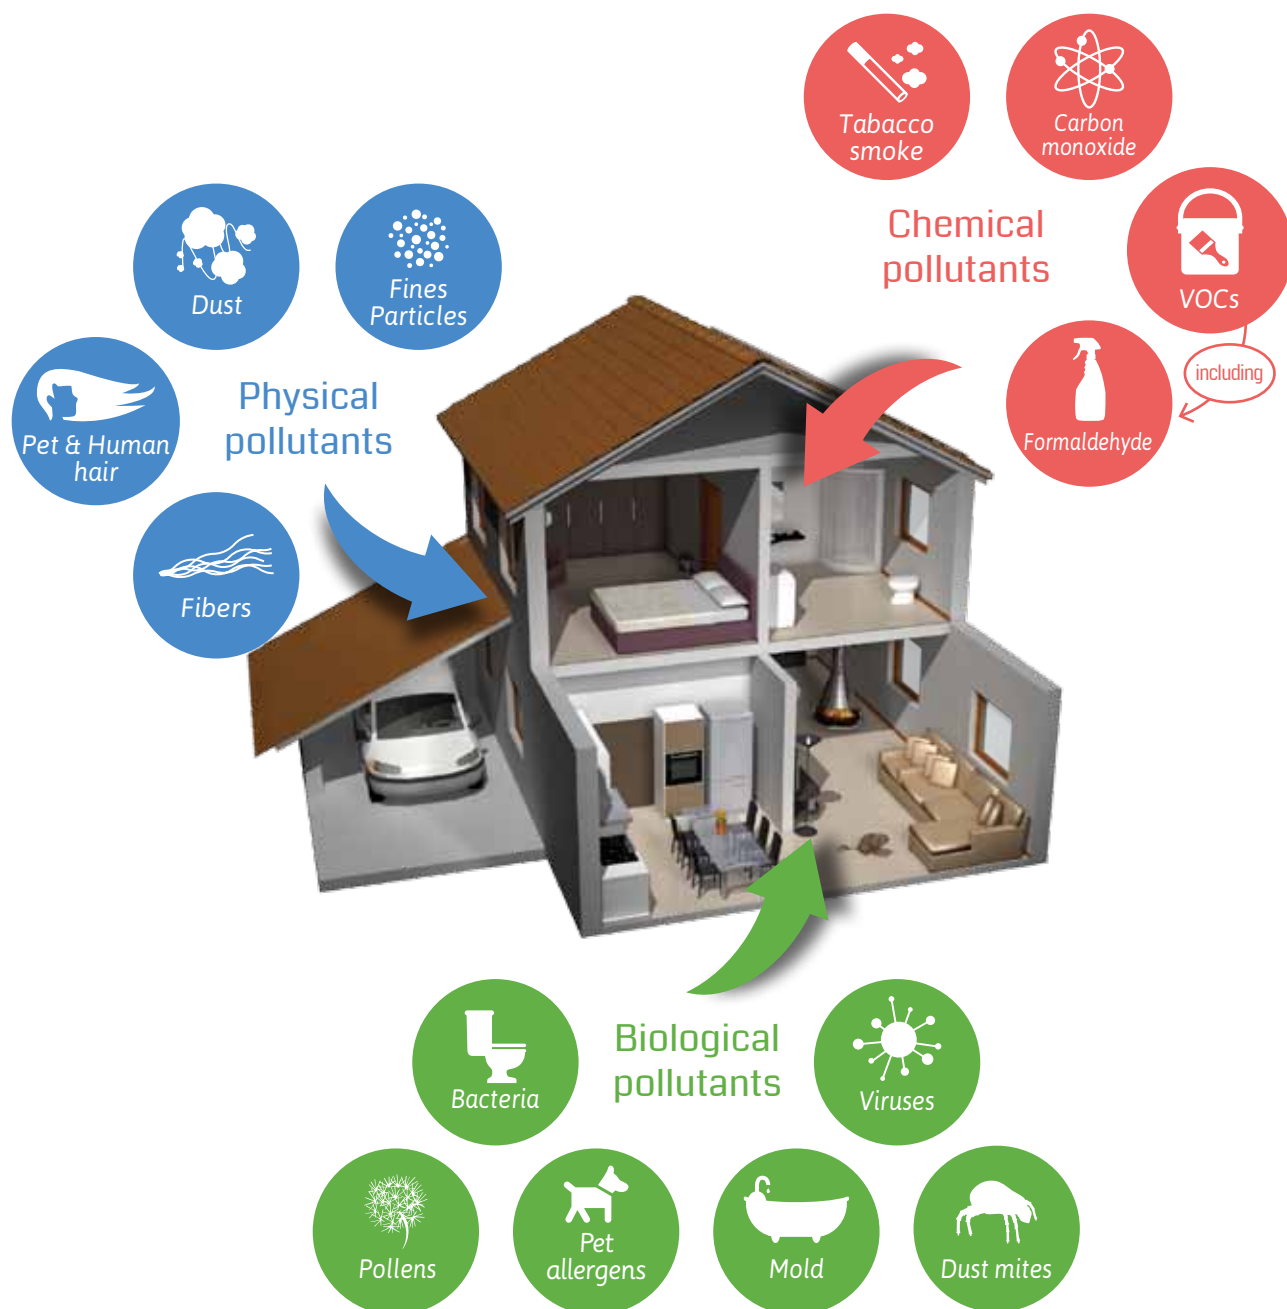 Tabacco
smoke
Carbon
monoxide
Chemical
pollutants
VOCs
including
Formaldehyde
Dust
Fines
Particles
Pet & Human
hair
Physical
pollutants
Fibers
Bacteria
Biological
pollutants
Viruses
Pollens
Pet
allergens
Mold
Dust mites